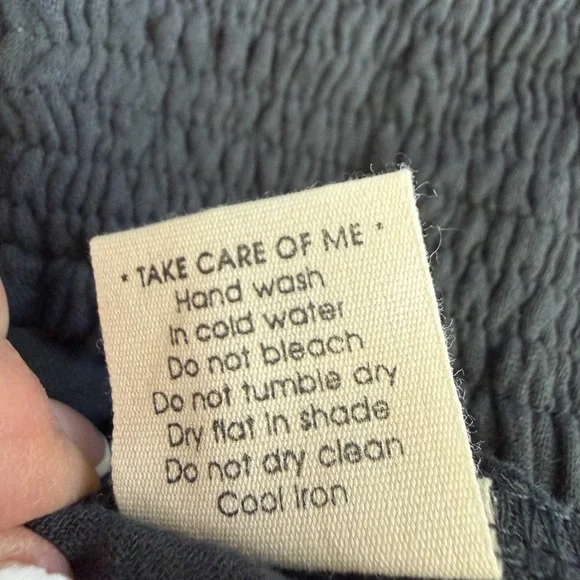 * TAKE CARE OF ME *
Hand wash
In cold water
Do not bleach
Do not tumble dry
Dry flat in shade
Do not dry clean
Cool iron